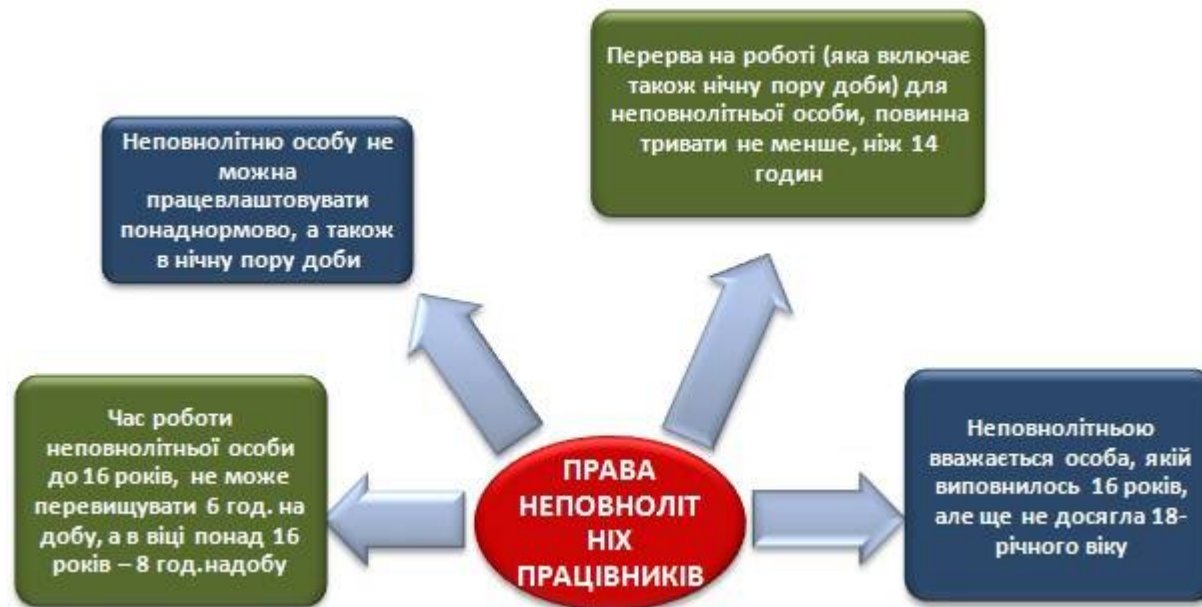 Перерва на роботі (яка включає
також нічну пору доби) для
неповнолітньої особи, повинна
тривати не менше, ніж 14
годин
Неповнолітню особу не
можна
працевлаштовувати
понаднормово, а також
в нічну пору доби
Час роботи
неповнолітньої особи
до 16 років, не може
перевищувати 6 год. на
добу, а в віці понад 16
років – 8 год.надобу
ПРАВА
НЕПОВНОЛІТ
НІХ
ПРАЦІВНИКІВ
Неповнолітньою
вважається особа, якій
виповнилось 16 років,
але ще не досягла 18-
річного віку